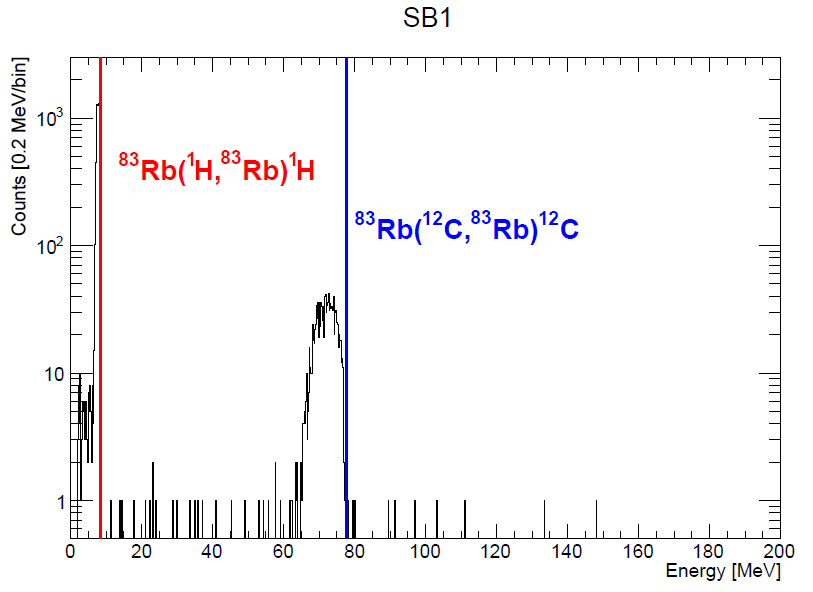 SB1
Counts [0.2 MeV/bin]
10³
10²
10
1
⁸³Rb(¹H,⁸³Rb)¹H
⁸³Rb(¹²C,⁸³Rb)¹²C
0 20 40 60 80 100 120 140 160 180 200
Energy [MeV]